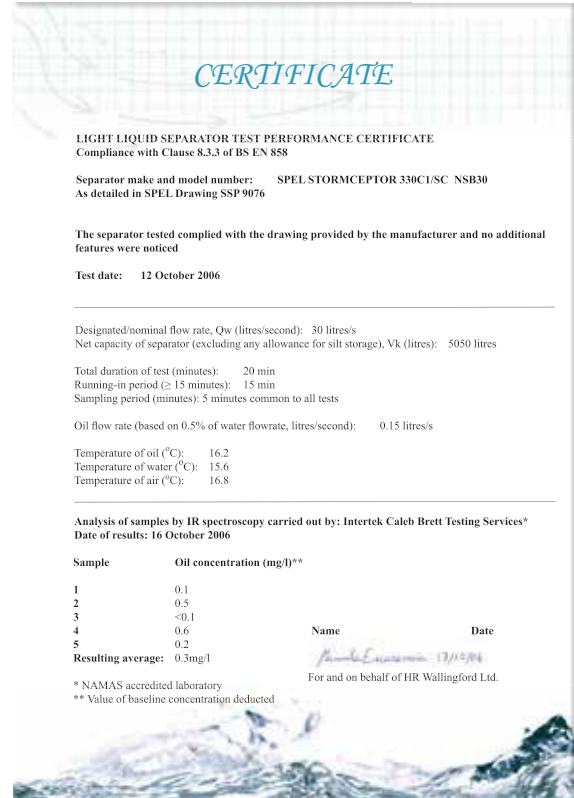 CERTIFICATE
LIGHT LIQUID SEPARATOR TEST PERFORMANCE CERTIFICATE
Compliance with Clause 8.3.3 of BS EN 858
Separator make and model number: SPEL STORMCEPTOR 330C1/SC NSB30
As detailed in SPEL Drawing SSP 9076
The separator tested complied with the drawing provided by the manufacturer and no additional
features were noticed
Test date: 12 October 2006
Designated/nominal flow rate, Qw (litres/second): 30 litres/s
Net capacity of separator (excluding any allowance for silt storage), Vk (litres): 5050 litres
Total duration of test (minutes): 20 min
Running-in period (≥ 15 minutes): 15 min
Sampling period (minutes): 5 minutes common to all tests
Oil flow rate (based on 0.5% of water flowrate, litres/second): 0.15 litres/s
Temperature of oil (°C): 16.2
Temperature of water (°C): 15.6
Temperature of air (°C): 16.8
Analysis of samples by IR spectroscopy carried out by: Intertek Caleb Brett Testing Services*
Date of results: 16 October 2006
Sample Oil concentration (mg/l)**
1 0.1
2 0.5
3 <0.1
4 0.6
5 0.2
Resulting average: 0.3mg/l
Name Date
For and on behalf of HR Wallingford Ltd.
* NAMAS accredited laboratory
** Value of baseline concentration deducted